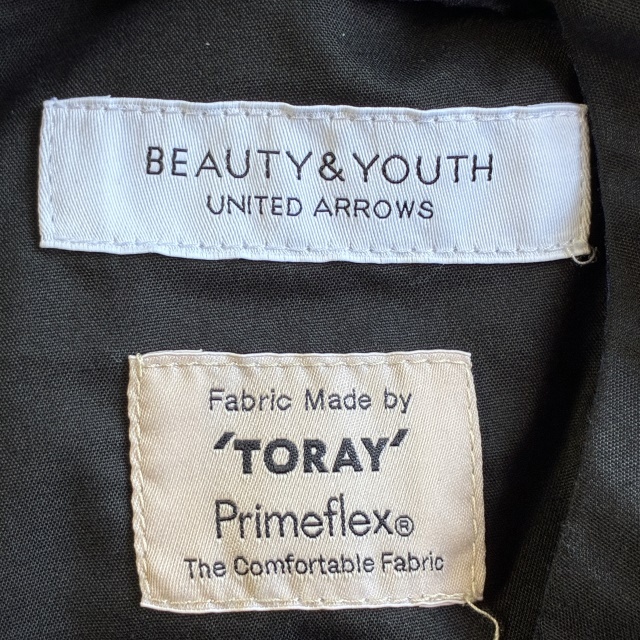 BEAUTY&YOUTH
UNITED ARROWS
Fabric Made by
'TORAY'
Primeflex®
The Comfortable Fabric